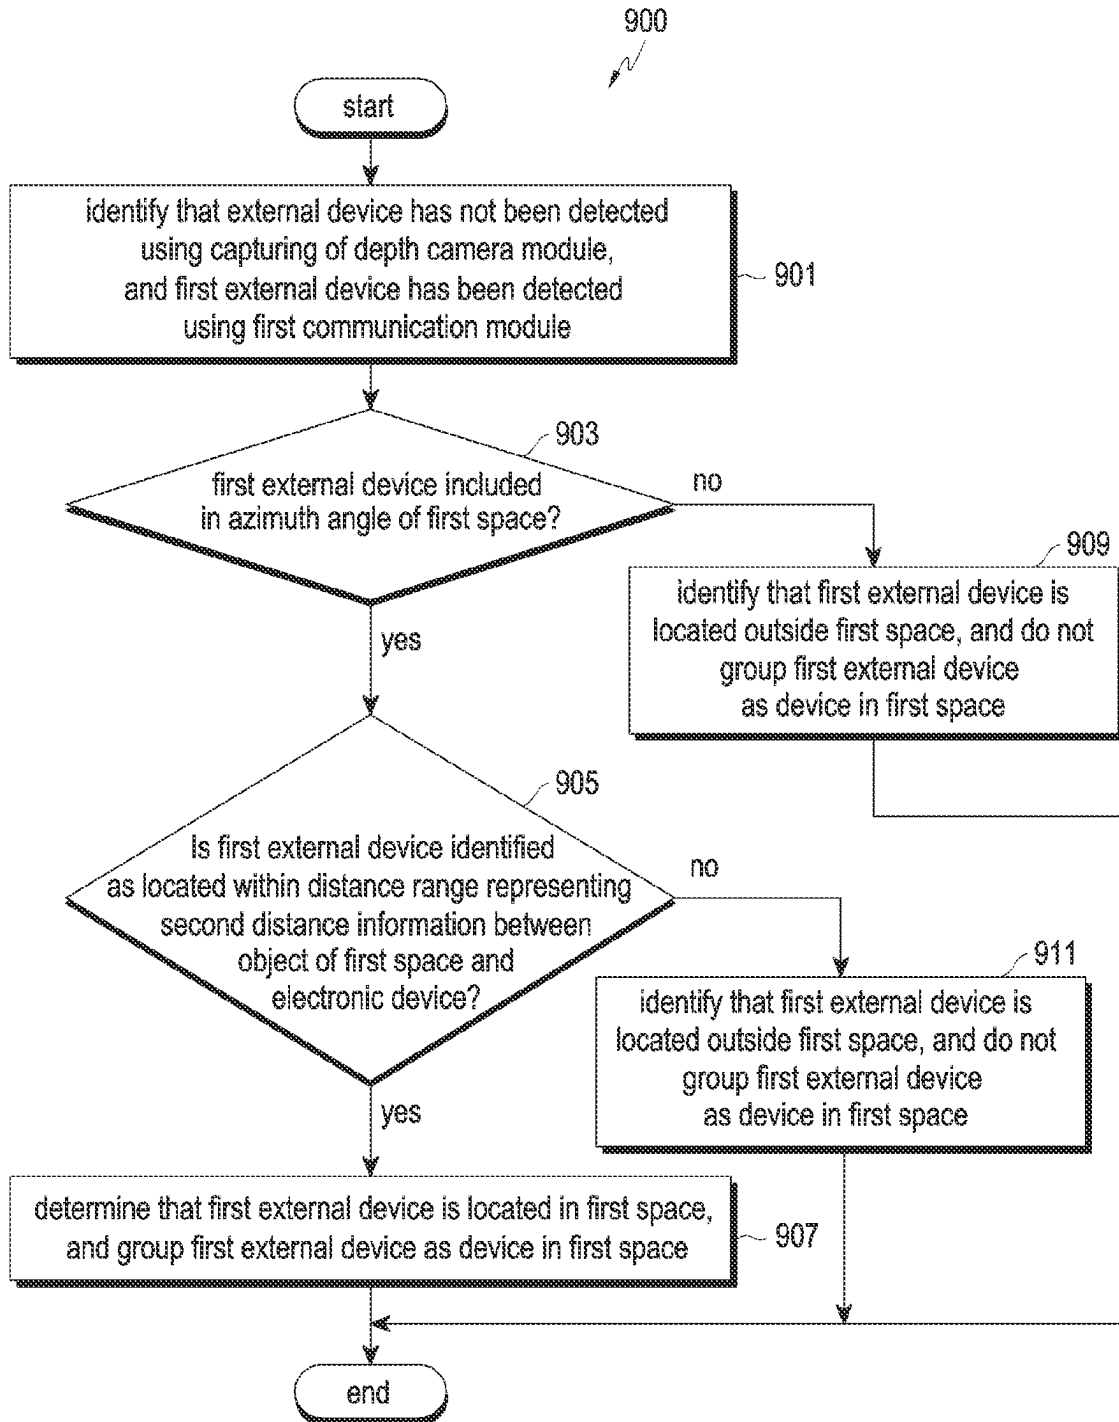 900
start
identify that external device has not been detected
using capturing of depth camera module,
and first external device has been detected
using first communication module
901
903
first external device included
in azimuth angle of first space?
no
yes
909
identify that first external device is
located outside first space, and do not
group first external device
as device in first space
905
Is first external device identified
as located within distance range representing
second distance information between
object of first space and
electronic device?
no
yes
911
identify that first external device is
located outside first space, and do not
group first external device
as device in first space
determine that first external device is located in first space,
and group first external device as device in first space
907
end